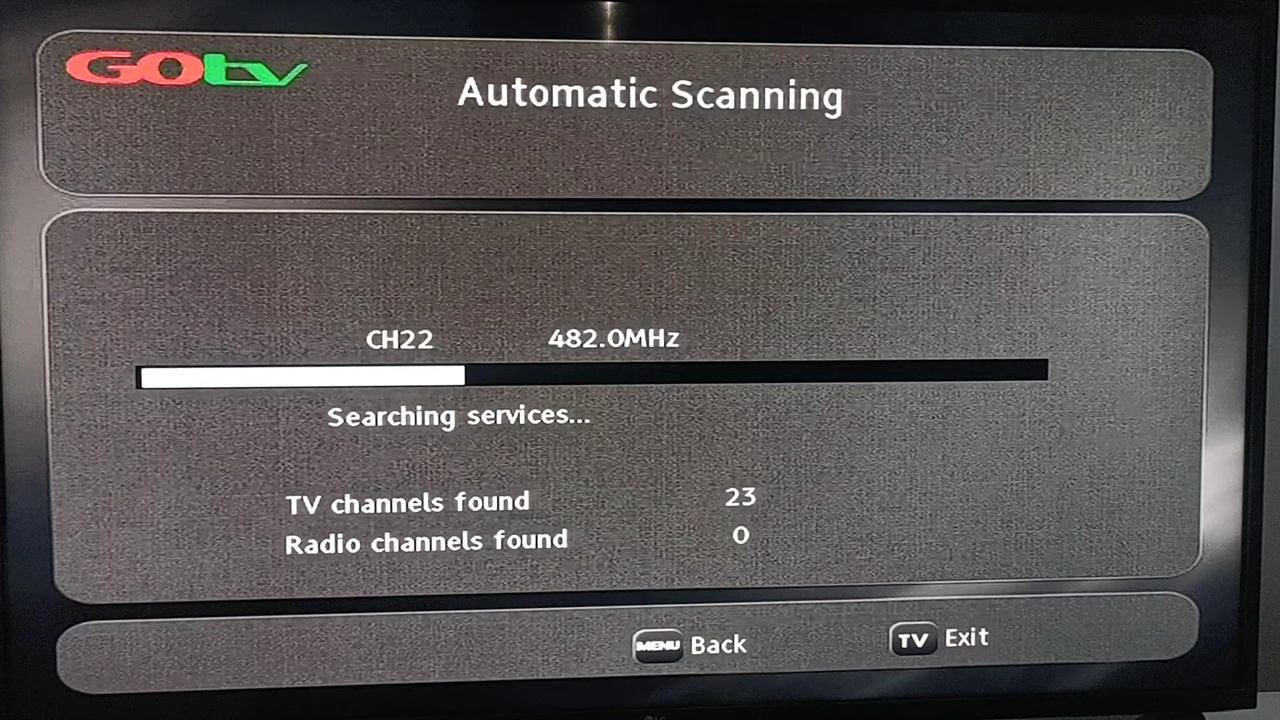 GOtv
Automatic Scanning
CH22 482.0MHz
Searching services...
TV channels found 23
Radio channels found 0
MENU Back TV Exit
LG